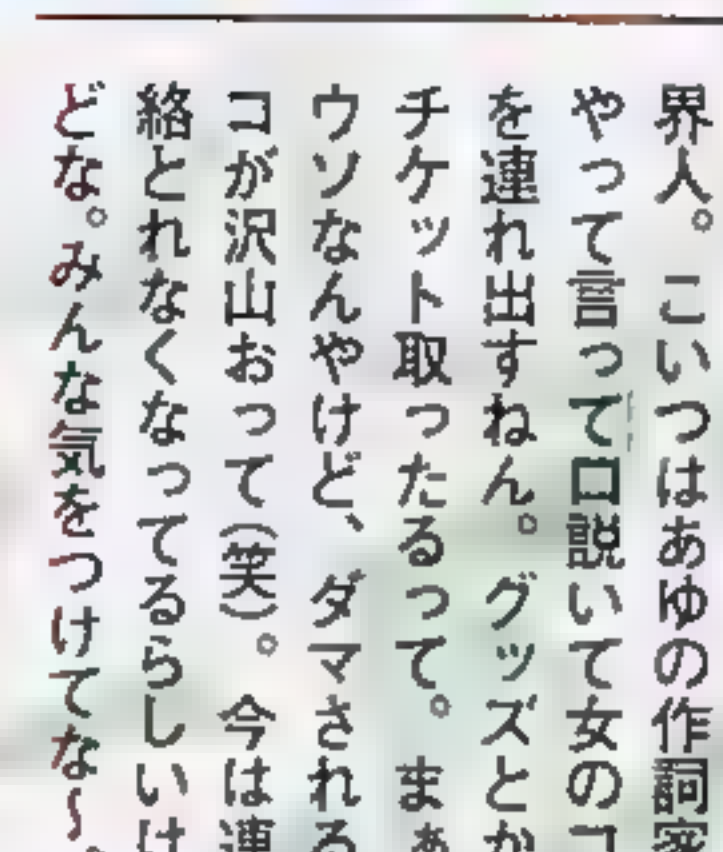 界人。こいつはあゆの作詞家
やって言って口説いて女のコ
を連れ出すねん。グッズとか
チケット取ったるって。まぁ
ウソなんやけど、ダマされる
コが沢山おって(笑)。今は連
絡とれなくなってるらしいけ
どな。みんな気をつけてな〜。